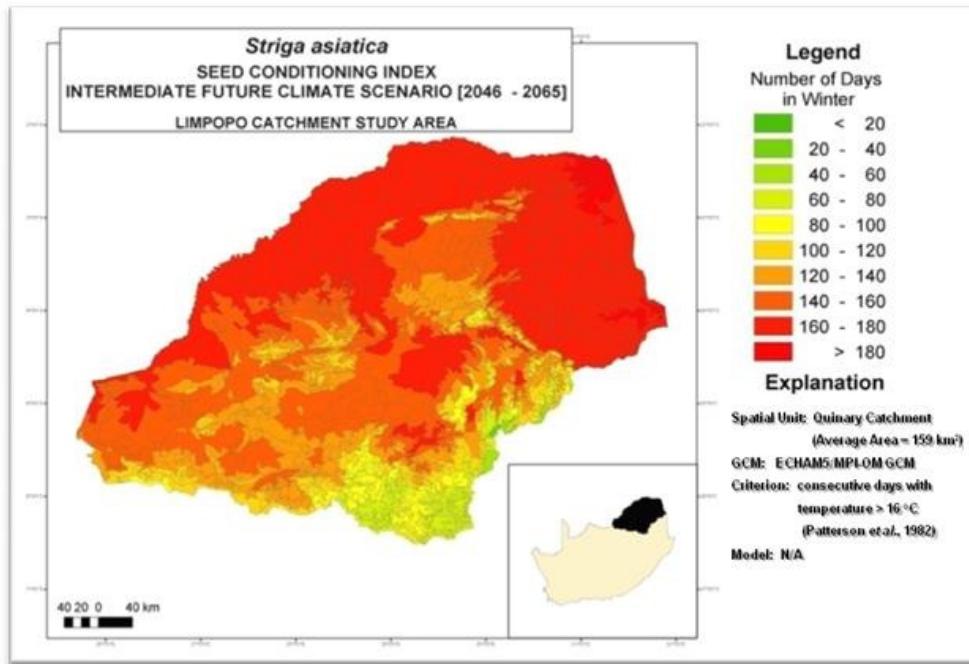 Striga asiatica
SEED CONDITIONING INDEX
INTERMEDIATE FUTURE CLIMATE SCENARIO [2046 - 2065]
LIMPOPO CATCHMENT STUDY AREA
Legend
Number of Days
in Winter
< 20
20 - 40
40 - 60
60 - 80
80 - 100
100 - 120
120 - 140
140 - 160
160 - 180
> 180
Explanation
Spatial Unit: Quinary Catchment
(Average Area = 159 km²)
GCM: ECHAM5/MPI-OM GCM
Criterion: consecutive days with
temperature > 16 °C
(Patterson et al., 1982)
Model: N/A
40 20 0 40 km